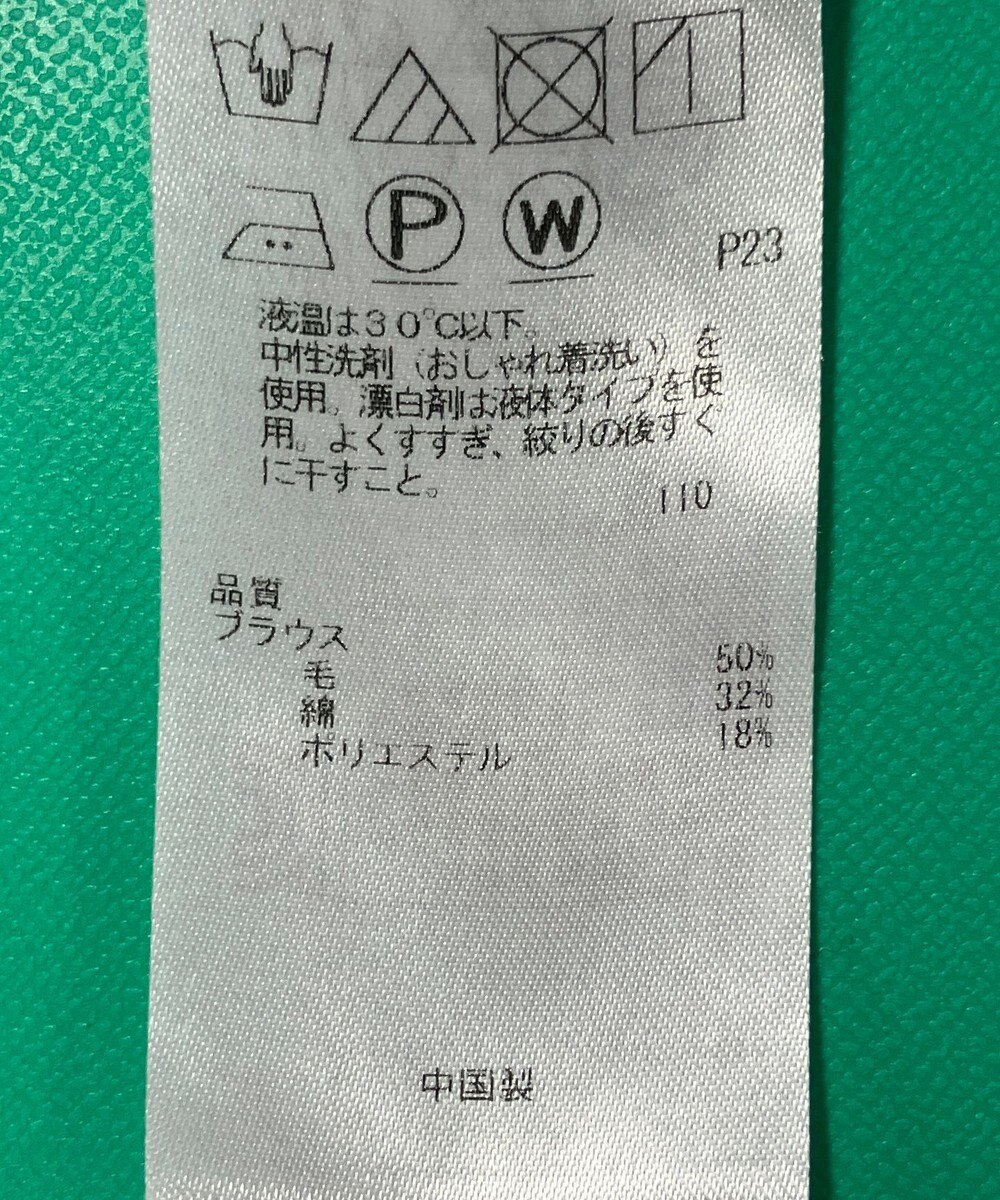 P W P23
液温は30℃以下。
中性洗剤（おしゃれ着洗い）を
使用。漂白剤は液体タイプを使
用。よくすすぎ、絞りの後すぐ
に干すこと。
110
品質
ブラウス
毛 50%
綿 32%
ポリエステル 18%
中国製